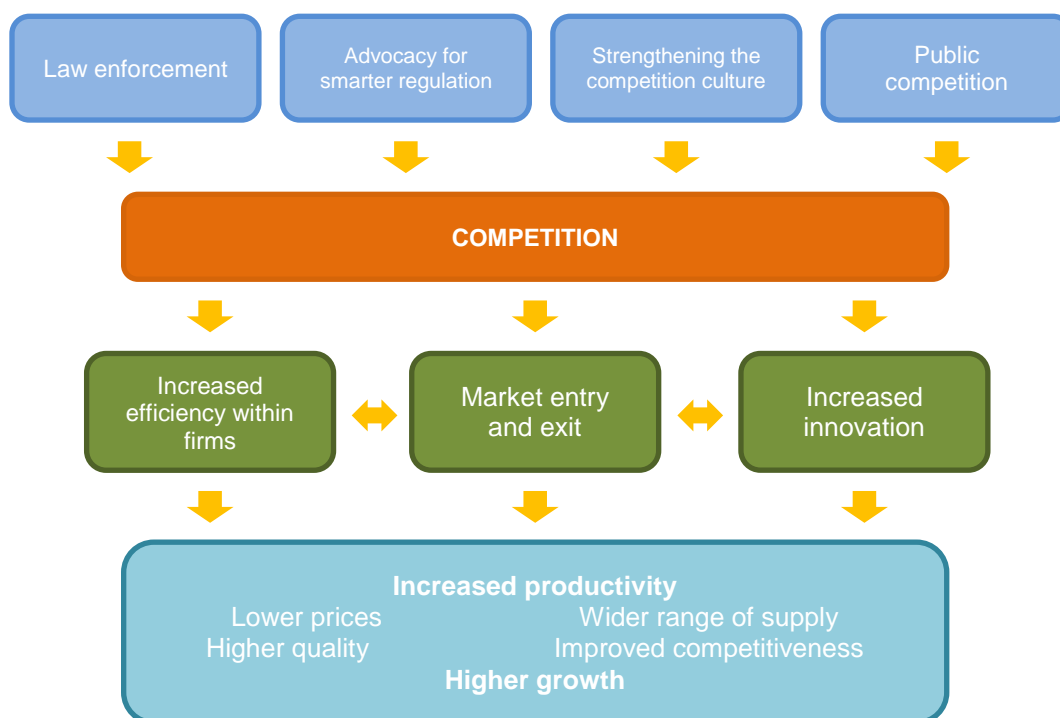 Law enforcement
Advocacy for
smarter regulation
Strengthening the
competition culture
Public
competition
COMPETITION
Increased
efficiency within
firms
Market entry
and exit
Increased
innovation
Increased productivity
Lower prices Wider range of supply
Higher quality Improved competitiveness
Higher growth